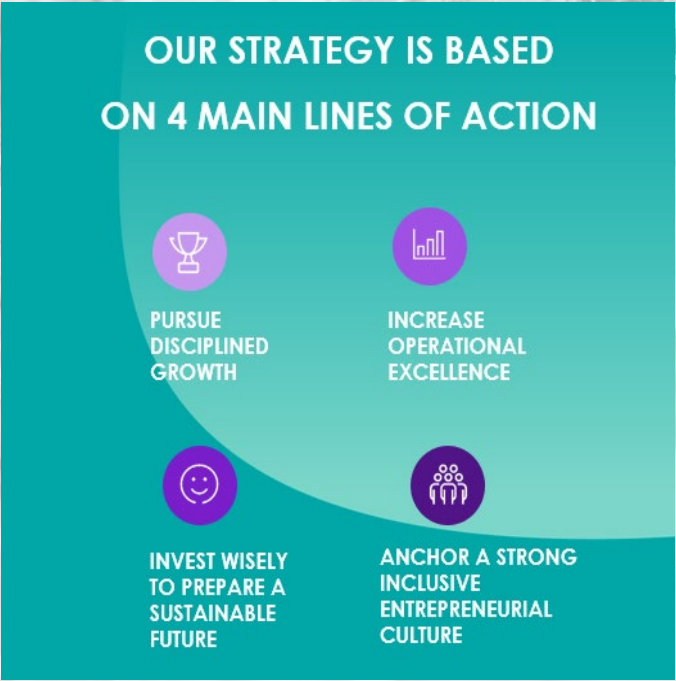 OUR STRATEGY IS BASED
ON 4 MAIN LINES OF ACTION
PURSUE
DISCIPLINED
GROWTH
INCREASE
OPERATIONAL
EXCELLENCE
INVEST WISELY
TO PREPARE A
SUSTAINABLE
FUTURE
ANCHOR A STRONG
INCLUSIVE
ENTREPRENEURIAL
CULTURE